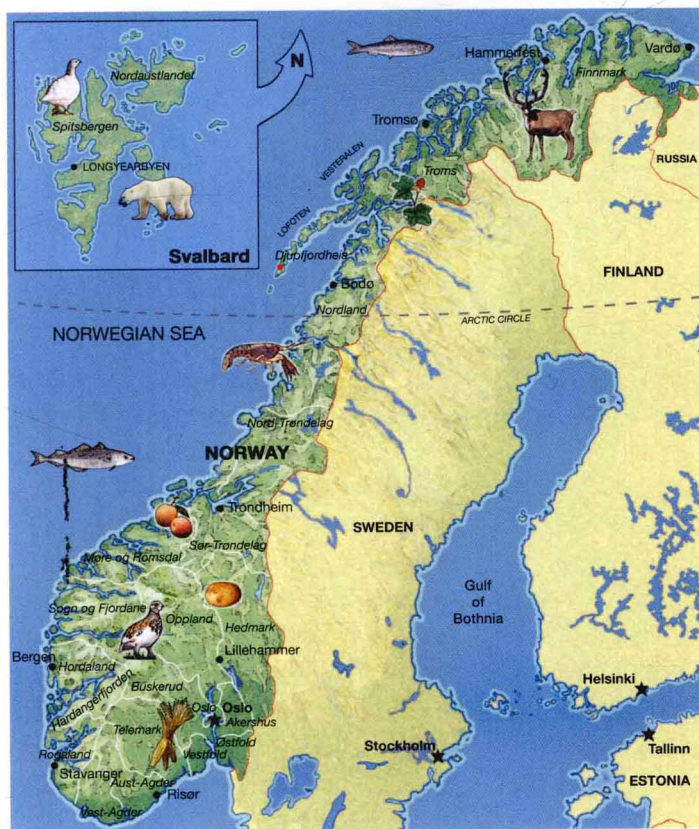 N
Nordaustlandet
Spitsbergen
LONGYEARBYEN
Svalbard
Hammerfest
Vardø
Finnmark
Tromsø
RUSSIA
VESTERALEN
Troms
LOFOTEN
Djupfjordheis
FINLAND
Bodø
Nordland
ARCTIC CIRCLE
NORWEGIAN SEA
Nord-Trøndelag
NORWAY
Trondheim
SWEDEN
Sør-Trøndelag
Møre og Romsdal
Gulf
of
Bothnia
Sogn og Fjordane
Oppland
Hedmark
Bergen
Lillehammer
Hordaland
Hardangerfjorden
Buskerud
Helsinki
Oslo
Oslo
Akershus
Telemark
Østfold
Vestfold
Stockholm
Tallinn
Rogaland
Stavanger
ESTONIA
Aust-Agder
Risør
Vest-Agder